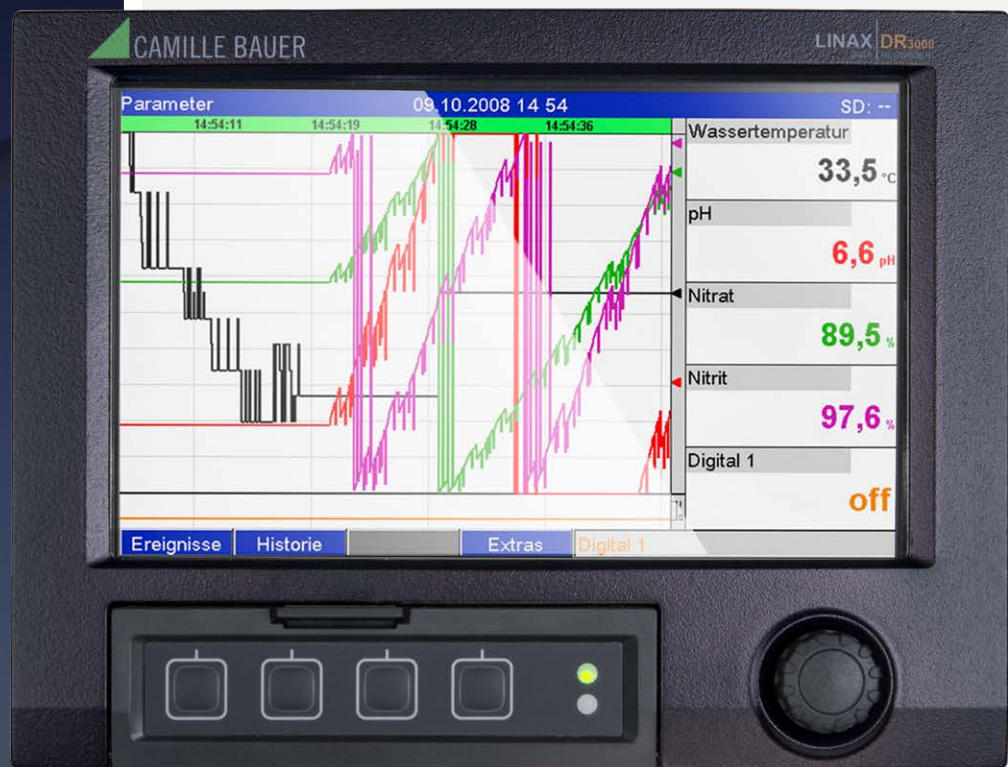 CAMILLE BAUER
LINAX DR3000
Parameter 09.10.2008 14 54 SD: --
14:54:11 14:54:19 14:54:28 14:54:36
Wassertemperatur
33,5 °C
pH
6,6 pH
Nitrat
89,5 %
Nitrit
97,6 %
Digital 1
off
Ereignisse Historie Extras Digital 1